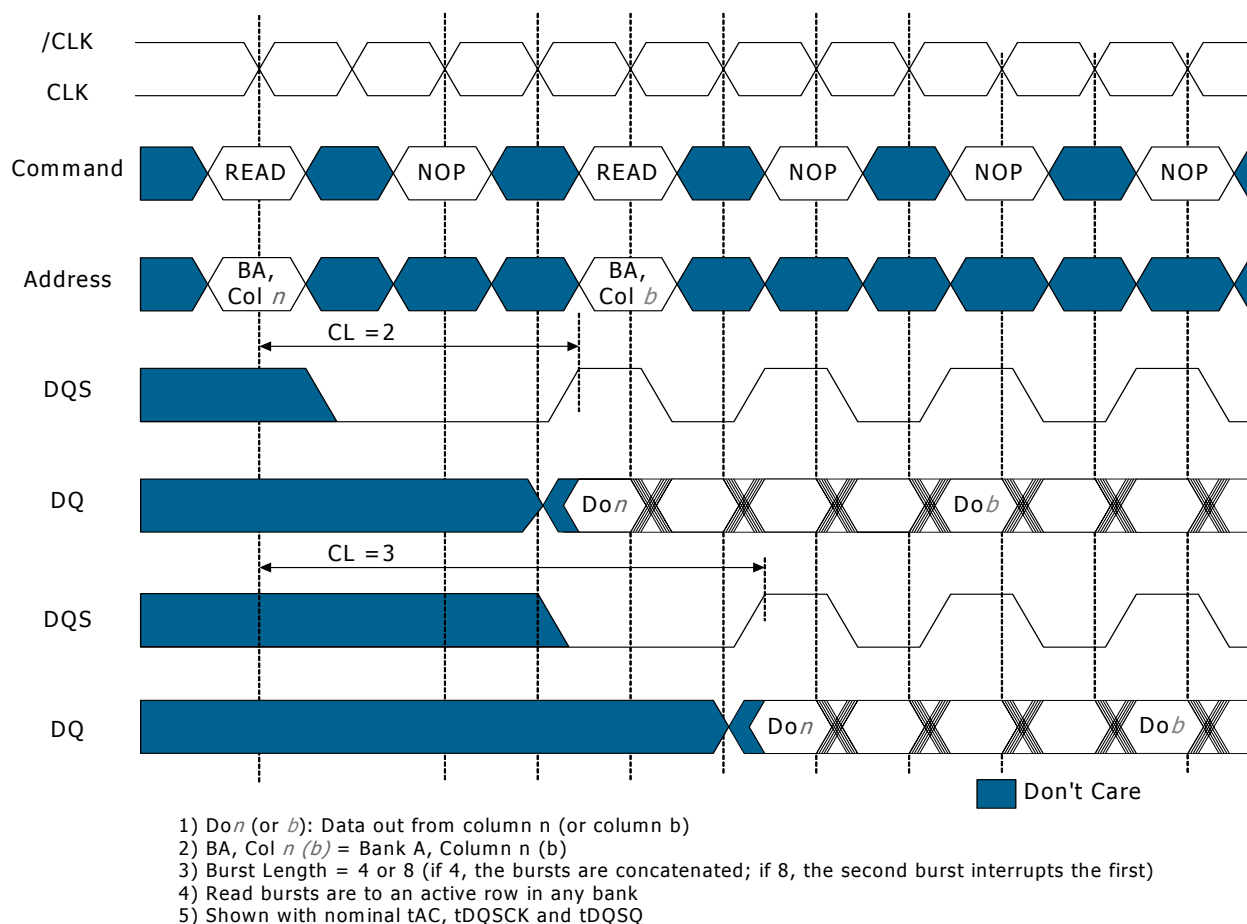 /CLK
CLK
Command
READ
NOP
READ
NOP
NOP
NOP
Address
BA,
Col n
BA,
Col b
CL =2
DQS
DQ
Don
Dob
CL =3
DQS
DQ
Don
Dob
Don't Care
1) Don (or b): Data out from column n (or column b)
2) BA, Col n (b) = Bank A, Column n (b)
3) Burst Length = 4 or 8 (if 4, the bursts are concatenated; if 8, the second burst interrupts the first)
4) Read bursts are to an active row in any bank
5) Shown with nominal tAC, tDQSCK and tDQSQ